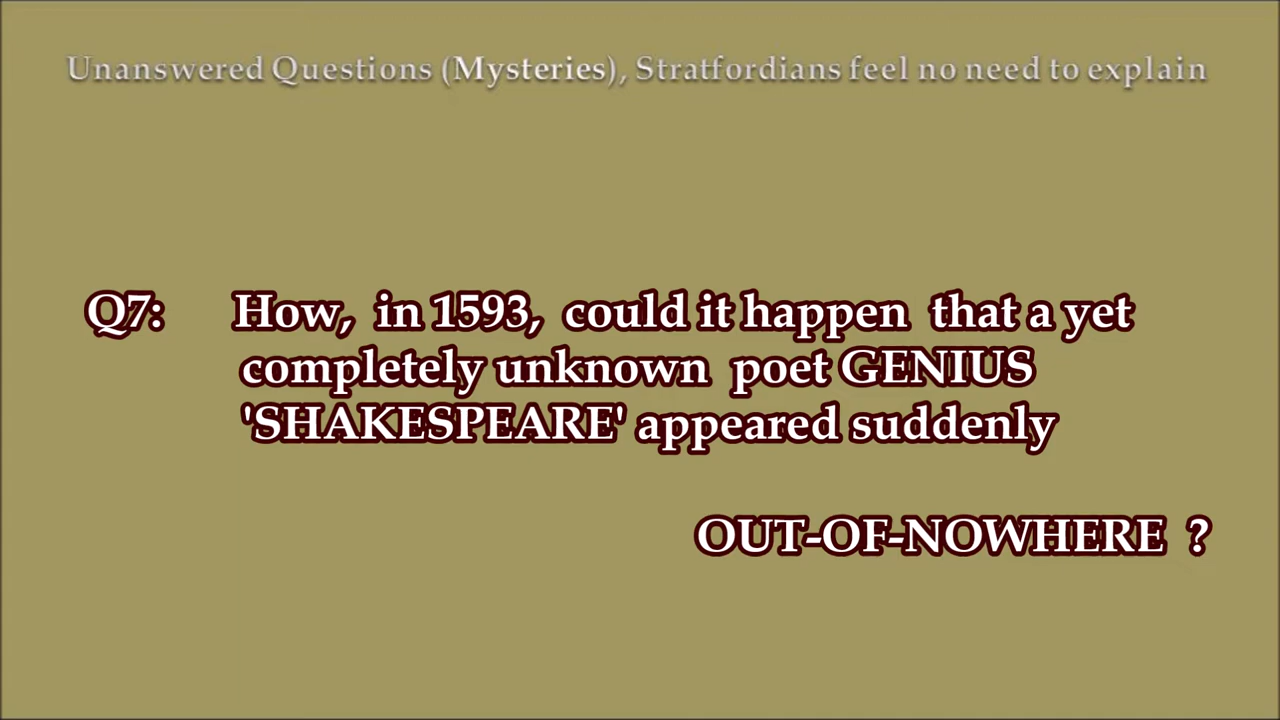 Unanswered Questions (Mysteries), Stratfordians feel no need to explain
Q7: How, in 1593, could it happen that a yet
completely unknown poet GENIUS
'SHAKESPEARE' appeared suddenly
OUT-OF-NOWHERE ?